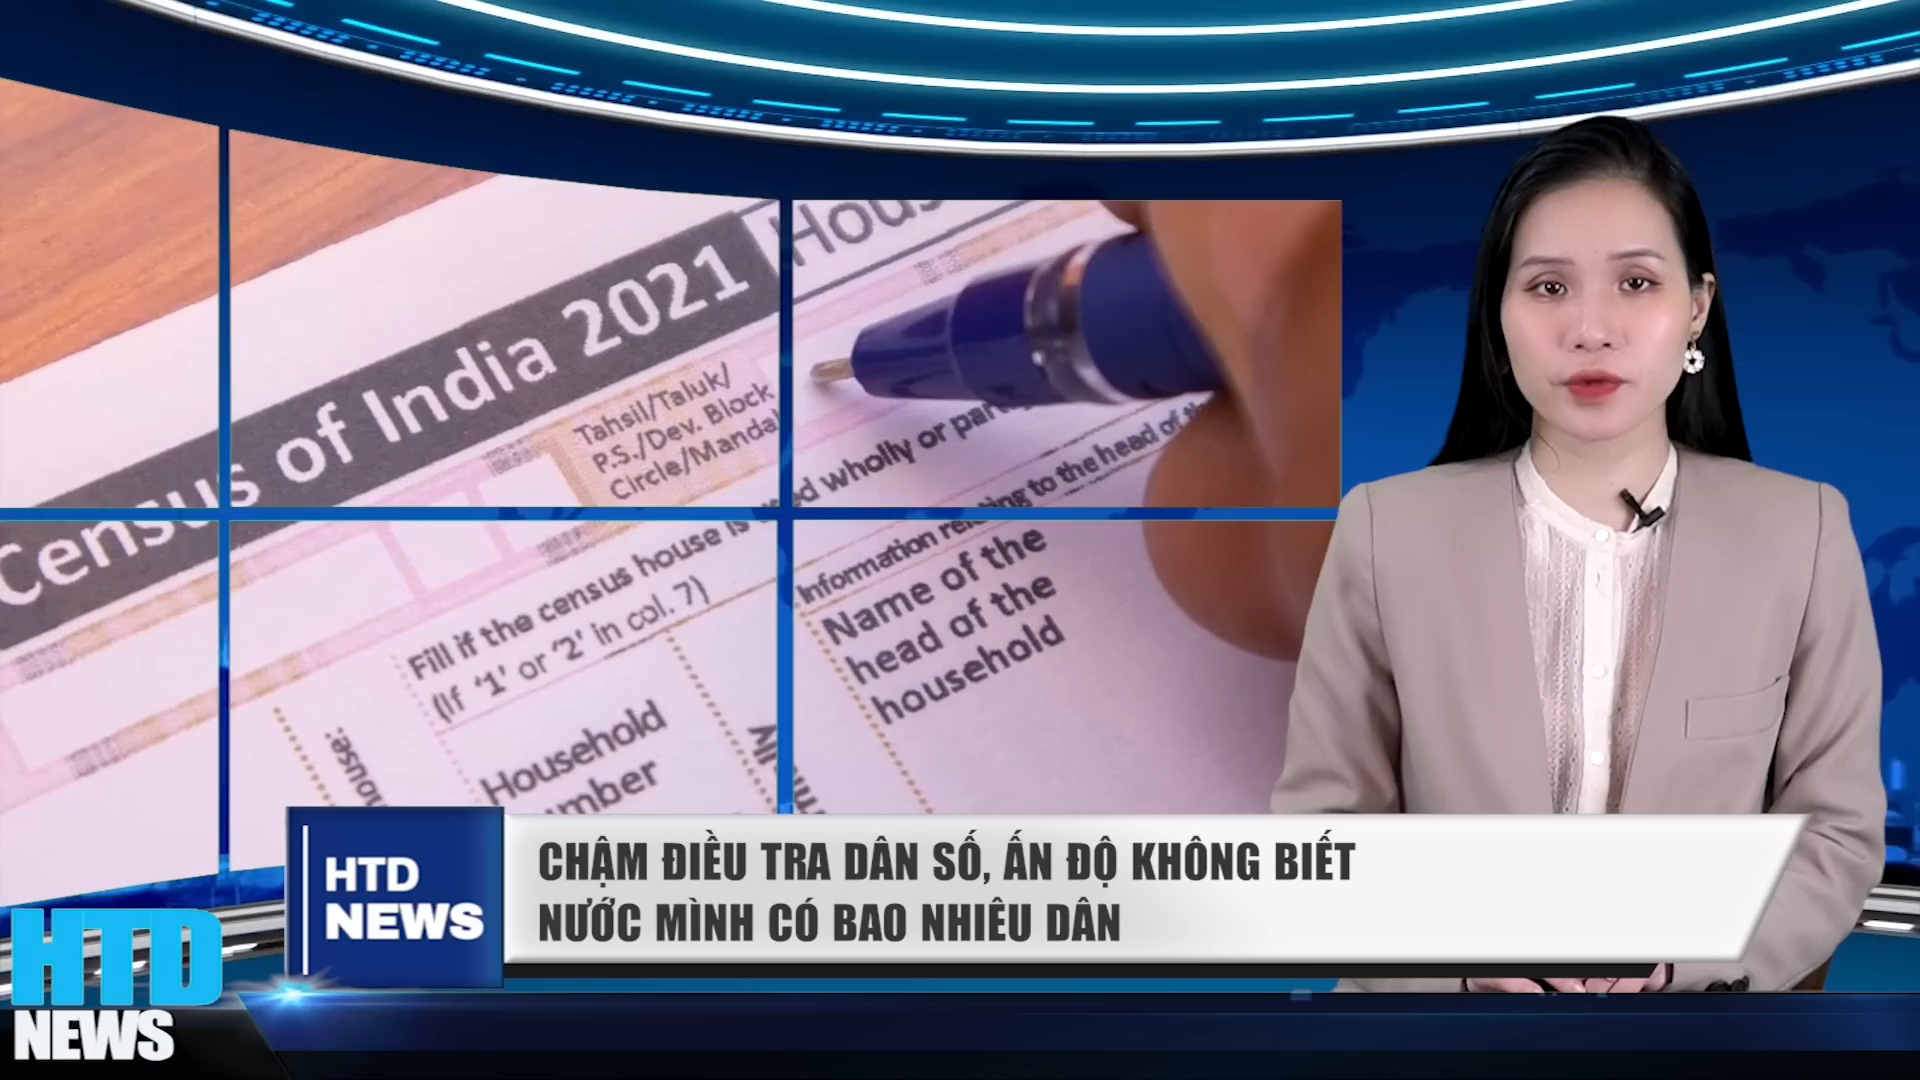 Census of India 2021
Hous
Tahsil/Taluk/
P.S./Dev. Block
Circle/Mandal
Fill if the census house is used wholly or partly
(If '1' or '2' in col. 7)
Information relating to the head of the
Name of the
head of the
household
house:
Household
HTD
NEWS
CHẬM ĐIỀU TRA DÂN SỐ, ẤN ĐỘ KHÔNG BIẾT
NƯỚC MÌNH CÓ BAO NHIÊU DÂN
HTD
NEWS